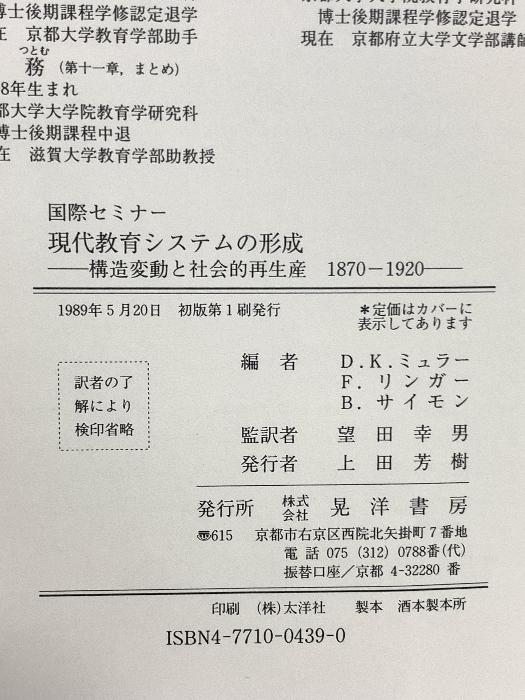 博士後期課程学修認定退学
在　京都大学教育学部助手
つとむ
務（第十一章，まとめ）
8年生まれ
都大学大学院教育学研究科
博士後期課程中退
在　滋賀大学教育学部助教授
博士後期課程学修認定退学
現在　京都府立大学文学部講師
国際セミナー
現代教育システムの形成
——構造変動と社会的再生産　1870－1920——
1989年5月20日　初版第1刷発行
＊定価はカバーに
表示してあります
訳者の了
解により
検印省略
編　者　D.K.ミュラー
F. リンガー
B. サイモン
監訳者　望田幸男
発行者　上田芳樹
発行所　株式会社　晃洋書房
〠615　京都市右京区西院北矢掛町7番地
電話 075 (312) 0788番(代)
振替口座／京都 4-32280 番
印刷　（株）太洋社　　製本　酒本製本所
ISBN4-7710-0439-0